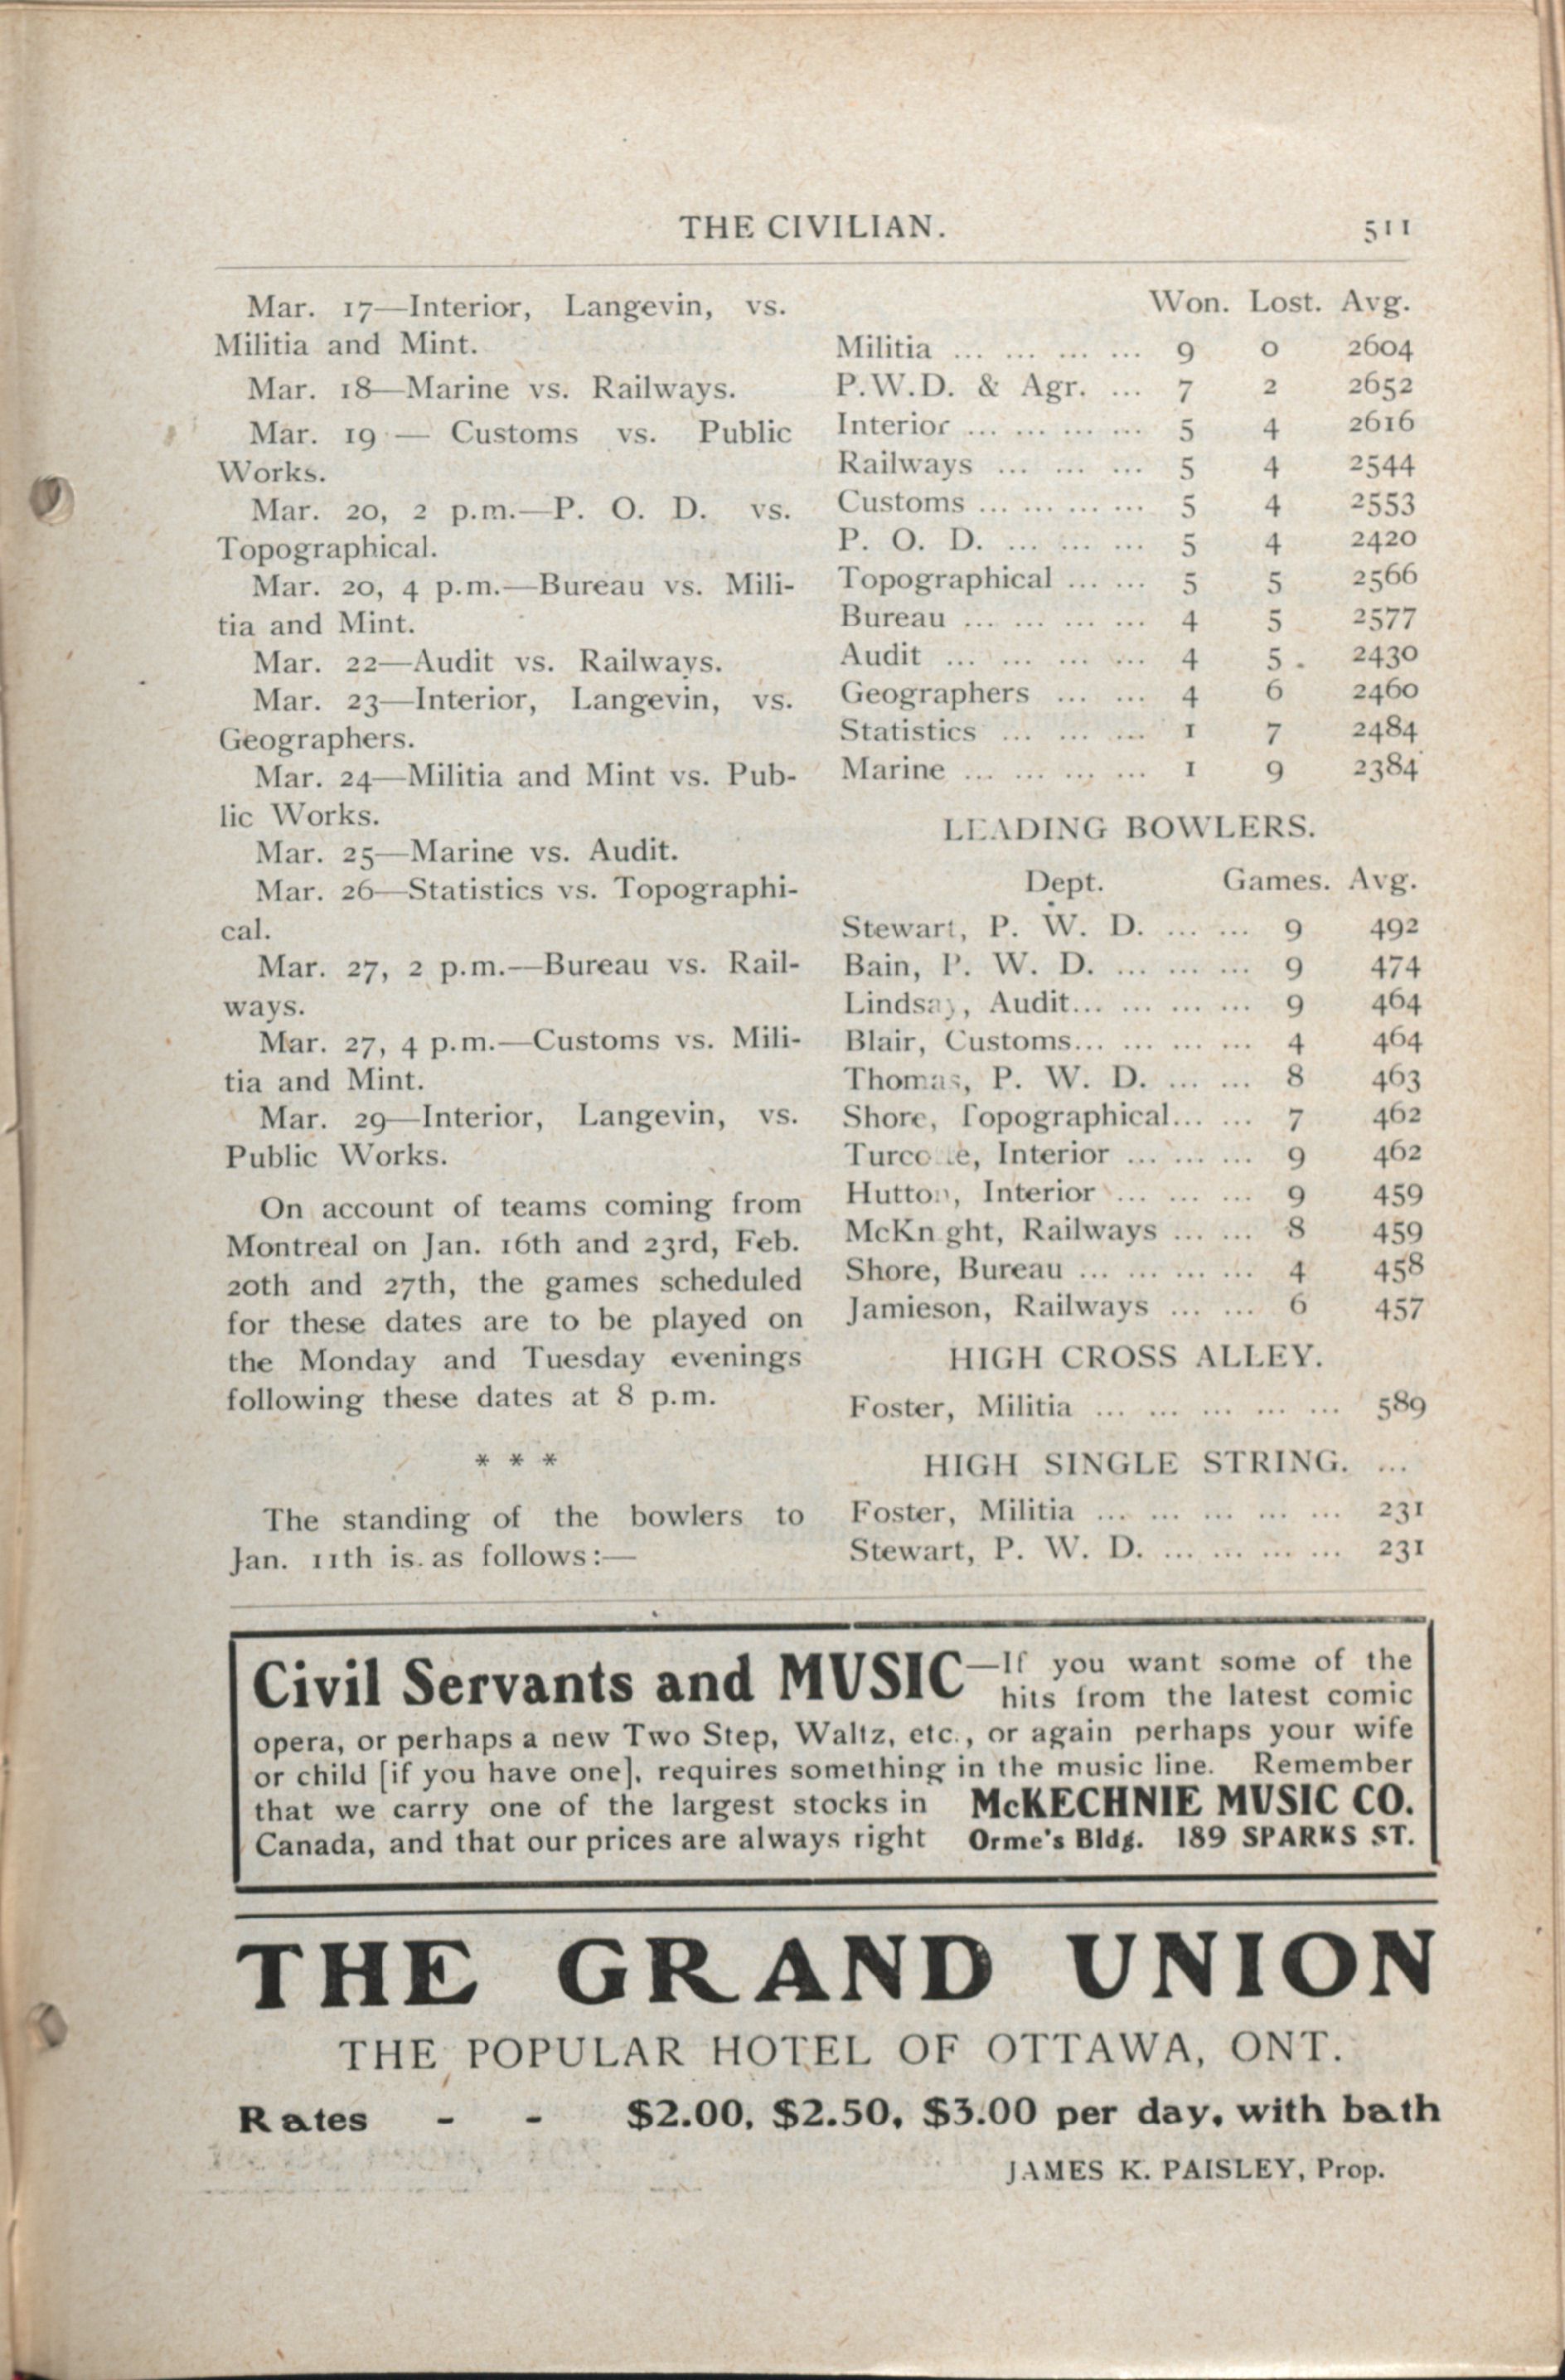 THE CIVILIAN. 511
Mar. 17—Interior, Langevin, vs.
Militia and Mint.
Mar. 18—Marine vs. Railways.
Mar. 19 — Customs vs. Public
Works.
Mar. 20, 2 p.m.—P. O. D. vs.
Topographical.
Mar. 20, 4 p.m.—Bureau vs. Mili-
tia and Mint.
Mar. 22—Audit vs. Railways.
Mar. 23—Interior, Langevin, vs.
Geographers.
Mar. 24—Militia and Mint vs. Pub-
lic Works.
Mar. 25—Marine vs. Audit.
Mar. 26—Statistics vs. Topographi-
cal.
Mar. 27, 2 p.m.—Bureau vs. Rail-
ways.
Mar. 27, 4 p.m.—Customs vs. Mili-
tia and Mint.
Mar. 29—Interior, Langevin, vs.
Public Works.
On account of teams coming from
Montreal on Jan. 16th and 23rd, Feb.
20th and 27th, the games scheduled
for these dates are to be played on
the Monday and Tuesday evenings
following these dates at 8 p.m.
* * *
The standing of the bowlers to
Jan. 11th is as follows:—
Won. Lost. Avg.
Militia ... ... ... ... 9 0 2604
P.W.D. & Agr. ... 7 2 2652
Interior ... ... ... ... 5 4 2616
Railways ... ... ... 5 4 2544
Customs ... ... ... ... 5 4 2553
P. O. D. ... ... ... 5 4 2420
Topographical ... ... 5 5 2566
Bureau ... ... ... ... 4 5 2577
Audit ... ... ... ... 4 5 2430
Geographers ... ... 4 6 2460
Statistics ... ... ... 1 7 2484
Marine ... ... ... ... 1 9 2384
LEADING BOWLERS.
Dept. Games. Avg.
Stewart, P. W. D. ... ... 9 492
Bain, P. W. D. ... ... ... 9 474
Lindsay, Audit... ... ... ... 9 464
Blair, Customs... ... ... ... 4 464
Thomas, P. W. D. ... ... 8 463
Shore, Topographical... ... 7 462
Turcotte, Interior ... ... ... 9 462
Hutton, Interior ... ... ... 9 459
McKn ght, Railways ... ... 8 459
Shore, Bureau ... ... ... ... 4 458
Jamieson, Railways ... ... 6 457
HIGH CROSS ALLEY.
Foster, Militia ... ... ... ... ... 589
HIGH SINGLE STRING. ...
Foster, Militia ... ... ... ... ... 231
Stewart, P. W. D. ... ... ... ... 231
Civil Servants and MUSIC—If you want some of the
hits from the latest comic
opera, or perhaps a new Two Step, Waltz, etc., or again perhaps your wife
or child [if you have one], requires something in the music line. Remember
that we carry one of the largest stocks in McKECHNIE MUSIC CO.
Canada, and that our prices are always right Orme's Bldg. 189 SPARKS ST.
THE GRAND UNION
THE POPULAR HOTEL OF OTTAWA, ONT.
Rates - - $2.00, $2.50, $3.00 per day, with bath
JAMES K. PAISLEY, Prop.